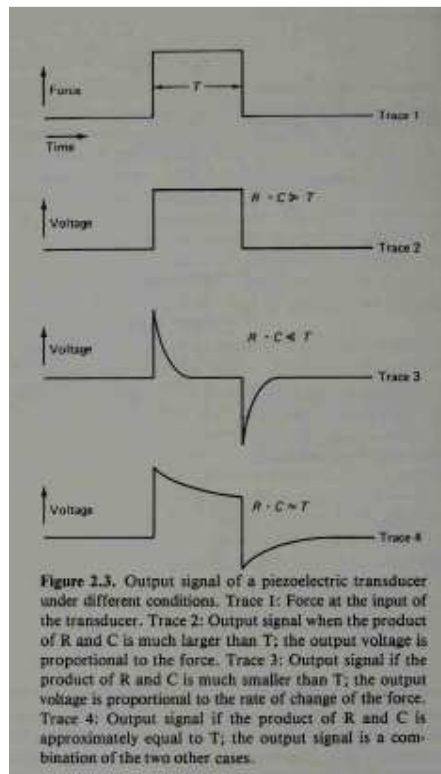 Force
T
Trace 1
Time
R · C ≫ T
Voltage
Trace 2
R · C ≪ T
Voltage
Trace 3
Voltage
R · C ≈ T
Trace 4
Figure 2.3. Output signal of a piezoelectric transducer
under different conditions. Trace 1: Force at the input of
the transducer. Trace 2: Output signal when the product
of R and C is much larger than T; the output voltage is
proportional to the force. Trace 3: Output signal if the
product of R and C is much smaller than T; the output
voltage is proportional to the rate of change of the force.
Trace 4: Output signal if the product of R and C is
approximately equal to T; the output signal is a com-
bination of the two other cases.